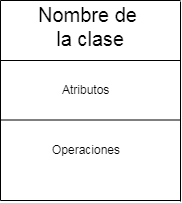 Nombre de
la clase
Atributos
Operaciones